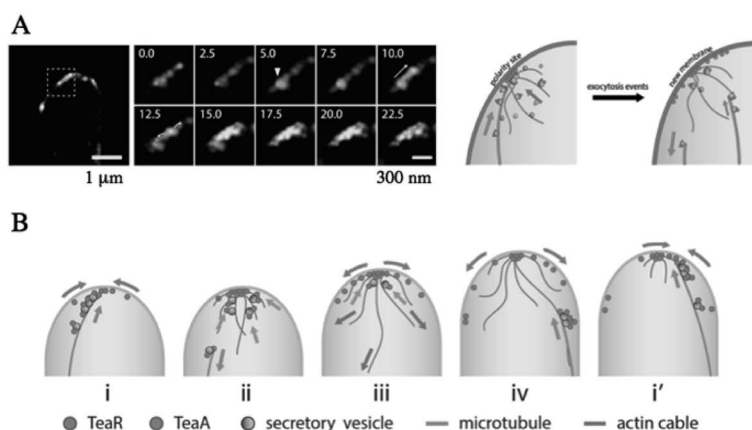 A
0.0 2.5 5.0 7.5 10.0
12.5 15.0 17.5 20.0 22.5
1 μm 300 nm
polarity site
exocytosis events
new membrane
B
i ii iii iv i′
TeaR TeaA secretory vesicle microtubule actin cable